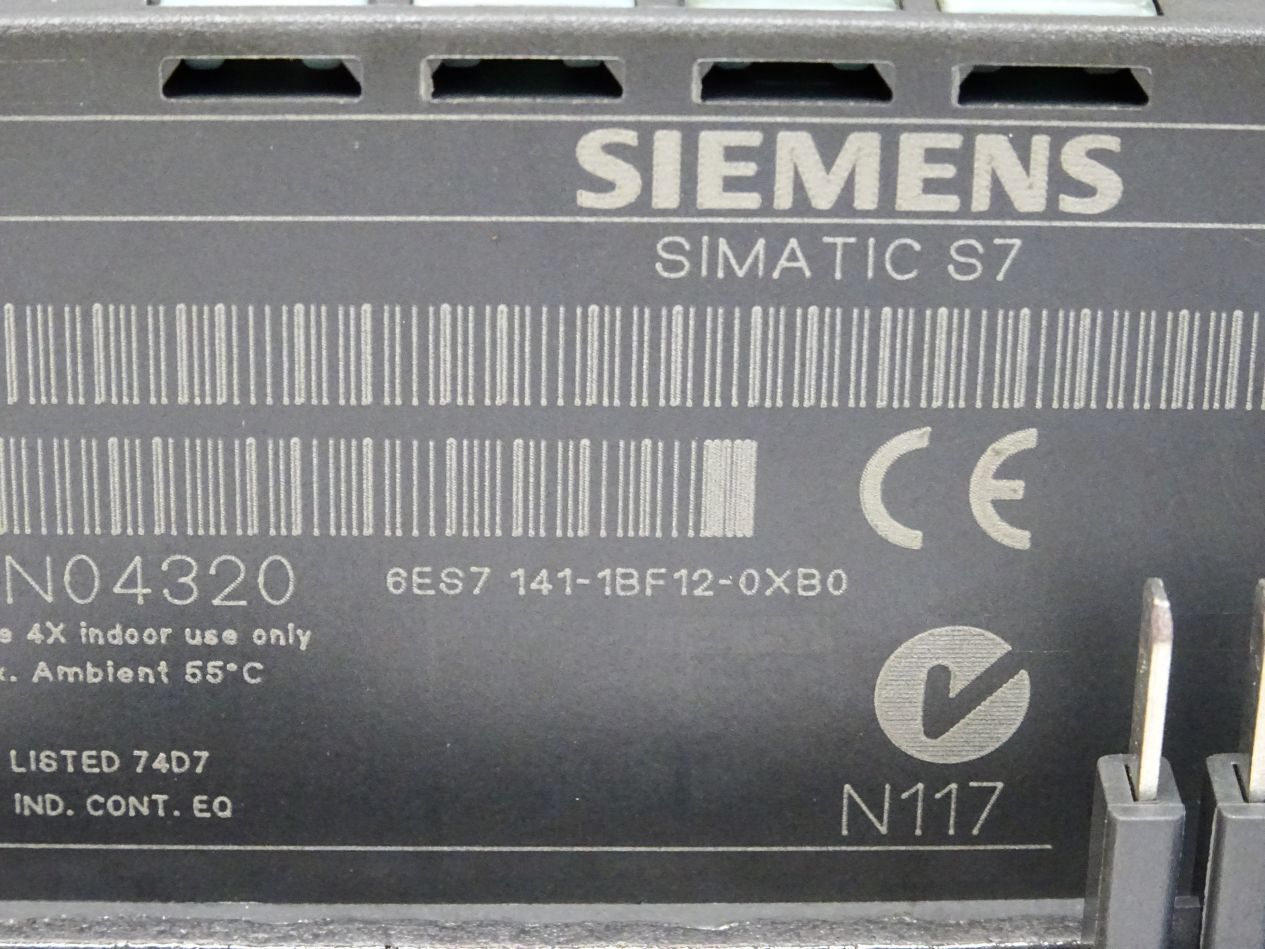 SIEMENS
SIMATIC S7
CE
N04320 6ES7 141-1BF12-0XB0
4X indoor use only
Ambient 55°C
LISTED 74D7
IND. CONT. EQ
N117